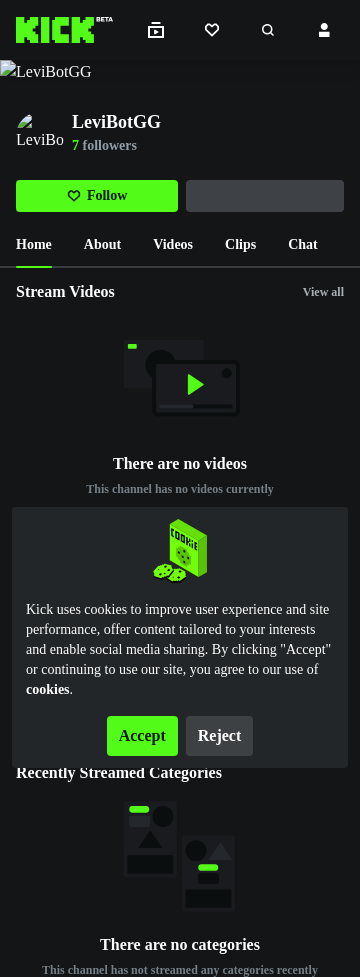 KICK BETA
LeviBotGG
LeviBo
LeviBotGG
7 followers
Follow
Home About Videos Clips Chat
Stream Videos View all
There are no videos
This channel has no videos currently
COOKiE
Kick uses cookies to improve user experience and site
performance, offer content tailored to your interests
and enable social media sharing. By clicking "Accept"
or continuing to use our site, you agree to our use of
cookies.
Accept Reject
Recently Streamed Categories
There are no categories
This channel has not streamed any categories recently